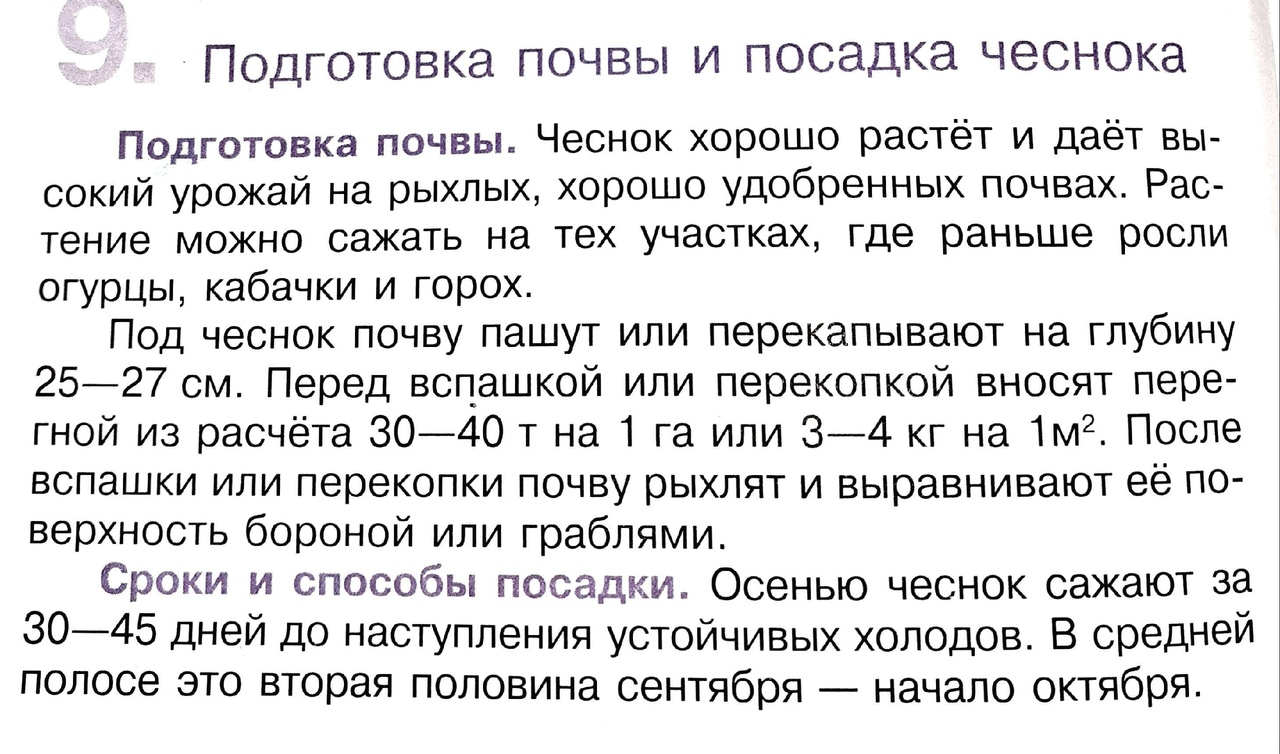 9. Подготовка почвы и посадка чеснока
Подготовка почвы. Чеснок хорошо растёт и даёт вы-
сокий урожай на рыхлых, хорошо удобренных почвах. Рас-
тение можно сажать на тех участках, где раньше росли
огурцы, кабачки и горох.
Под чеснок почву пашут или перекапывают на глубину
25—27 см. Перед вспашкой или перекопкой вносят пере-
гной из расчёта 30—40 т на 1 га или 3—4 кг на 1м². После
вспашки или перекопки почву рыхлят и выравнивают её по-
верхность бороной или граблями.
Сроки и способы посадки. Осенью чеснок сажают за
30—45 дней до наступления устойчивых холодов. В средней
полосе это вторая половина сентября — начало октября.